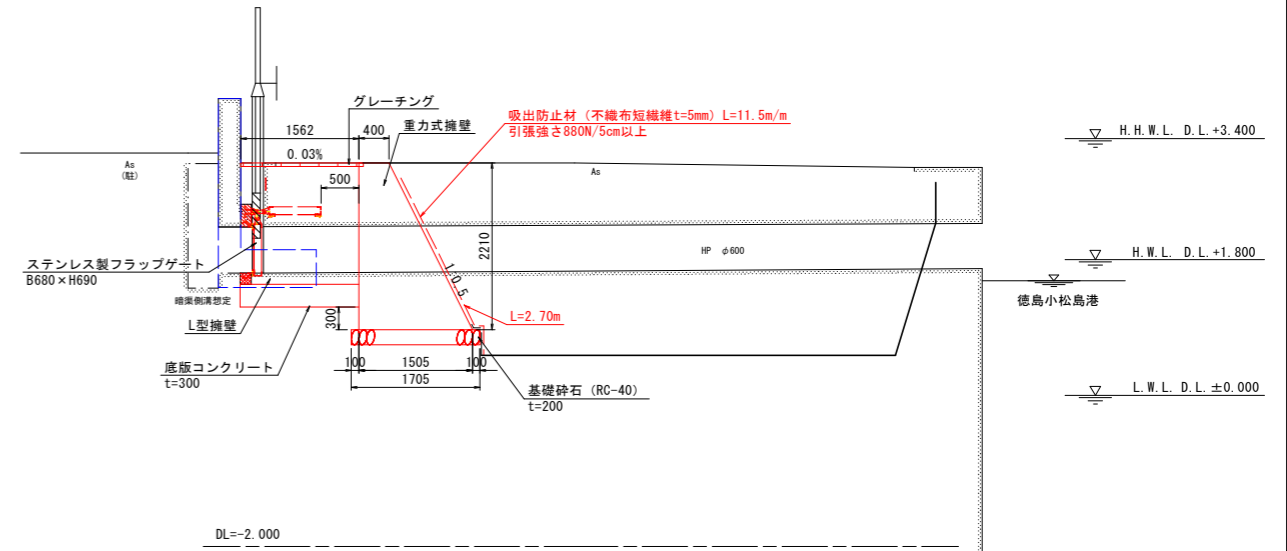 グレーチング
1562
400
重力式擁壁
吸出防止材（不織布短繊維t=5mm）L=11.5m/m
引張強さ880N/5cm以上
H.H.W.L. D.L.+3.400
0.03%
As
(駐)
As
500
2210
HP φ600
H.W.L. D.L.+1.800
ステンレス製フラップゲート
B680×H690
暗渠側溝想定
1:0.5
徳島小松島港
L型擁壁
300
L=2.70m
底版コンクリート
t=300
100
1505
100
1705
基礎砕石（RC-40）
t=200
L.W.L. D.L.±0.000
DL=-2.000